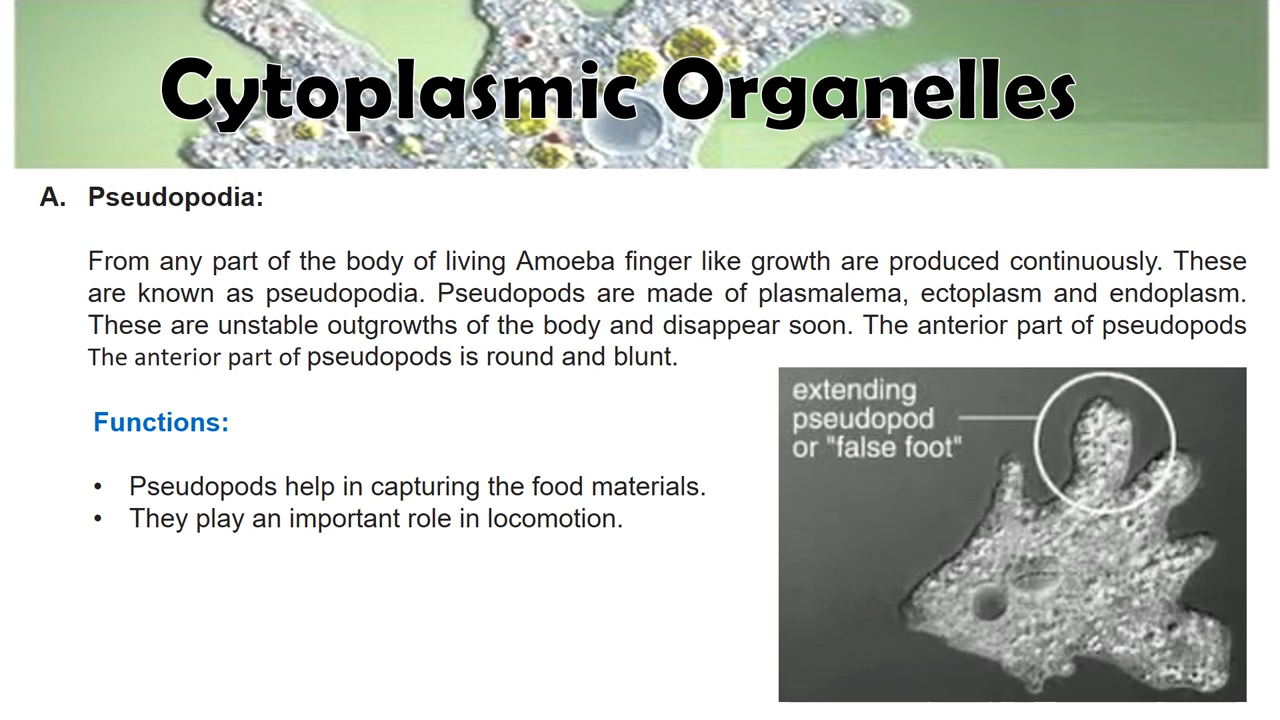 Cytoplasmic Organelles
A. Pseudopodia:
From any part of the body of living Amoeba finger like growth are produced continuously. These
are known as pseudopodia. Pseudopods are made of plasmalema, ectoplasm and endoplasm.
These are unstable outgrowths of the body and disappear soon. The anterior part of pseudopods
The anterior part of pseudopods is round and blunt.
Functions:
• Pseudopods help in capturing the food materials.
• They play an important role in locomotion.
extending
pseudopod
or "false foot"